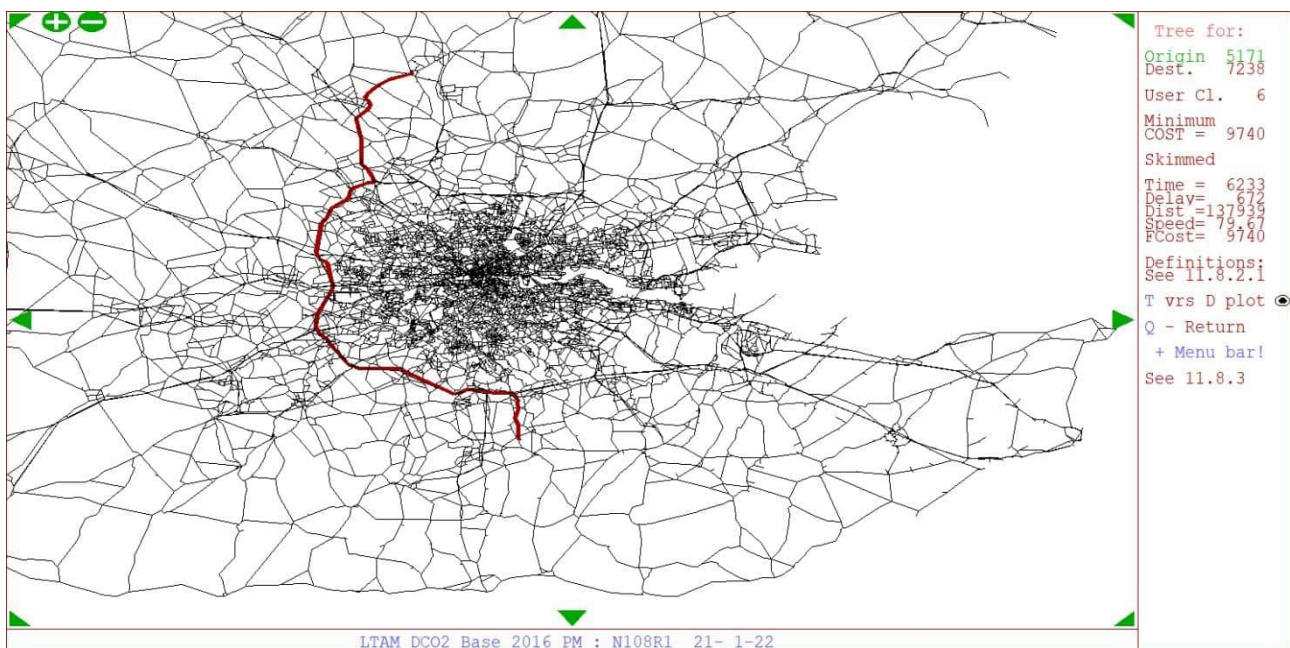 Tree for:
Origin 5171
Dest. 7238
User Cl. 6
Minimum
COST = 9740
Skimmed
Time = 6233
Delay= 672
Dist =137939
Speed= 79.67
FCost= 9740
Definitions:
See 11.8.2.1
T vrs D plot
Q - Return
+ Menu bar!
See 11.8.3
LTAM DCO2 Base 2016 PM : N108R1 21- 1-22